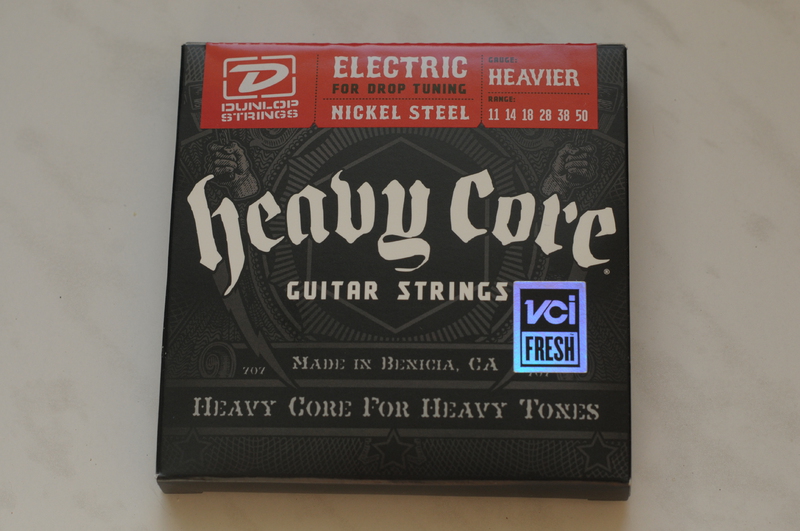 DUNLOP
STRINGS
ELECTRIC
FOR DROP TUNING
NICKEL STEEL
GAUGE:
HEAVIER
RANGE:
11 14 18 28 38 50
heavy Core
GUITAR STRINGS
VCi
FRESH
707
MADE IN BENICIA, CA
707
HEAVY CORE FOR HEAVY TONES